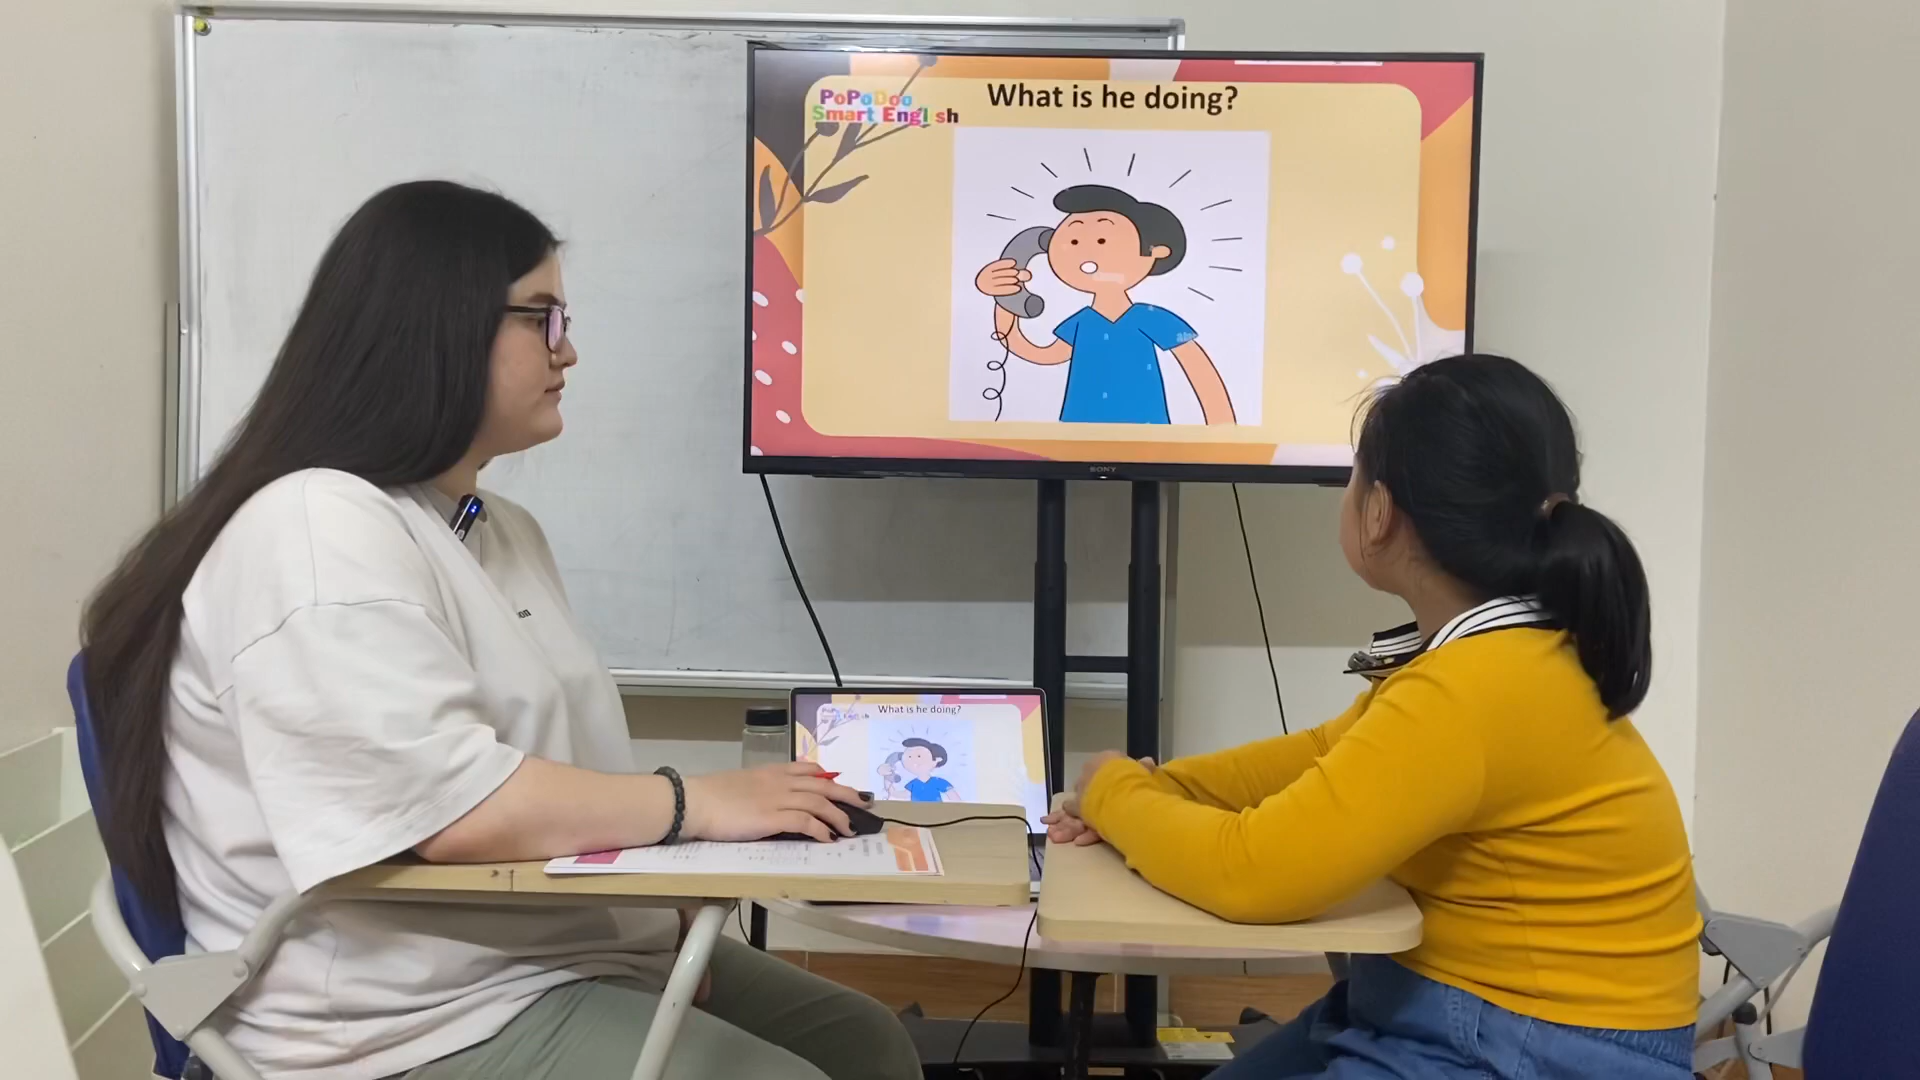 What is he doing?
PoPoDoo
Smart English
SONY
What is he doing?